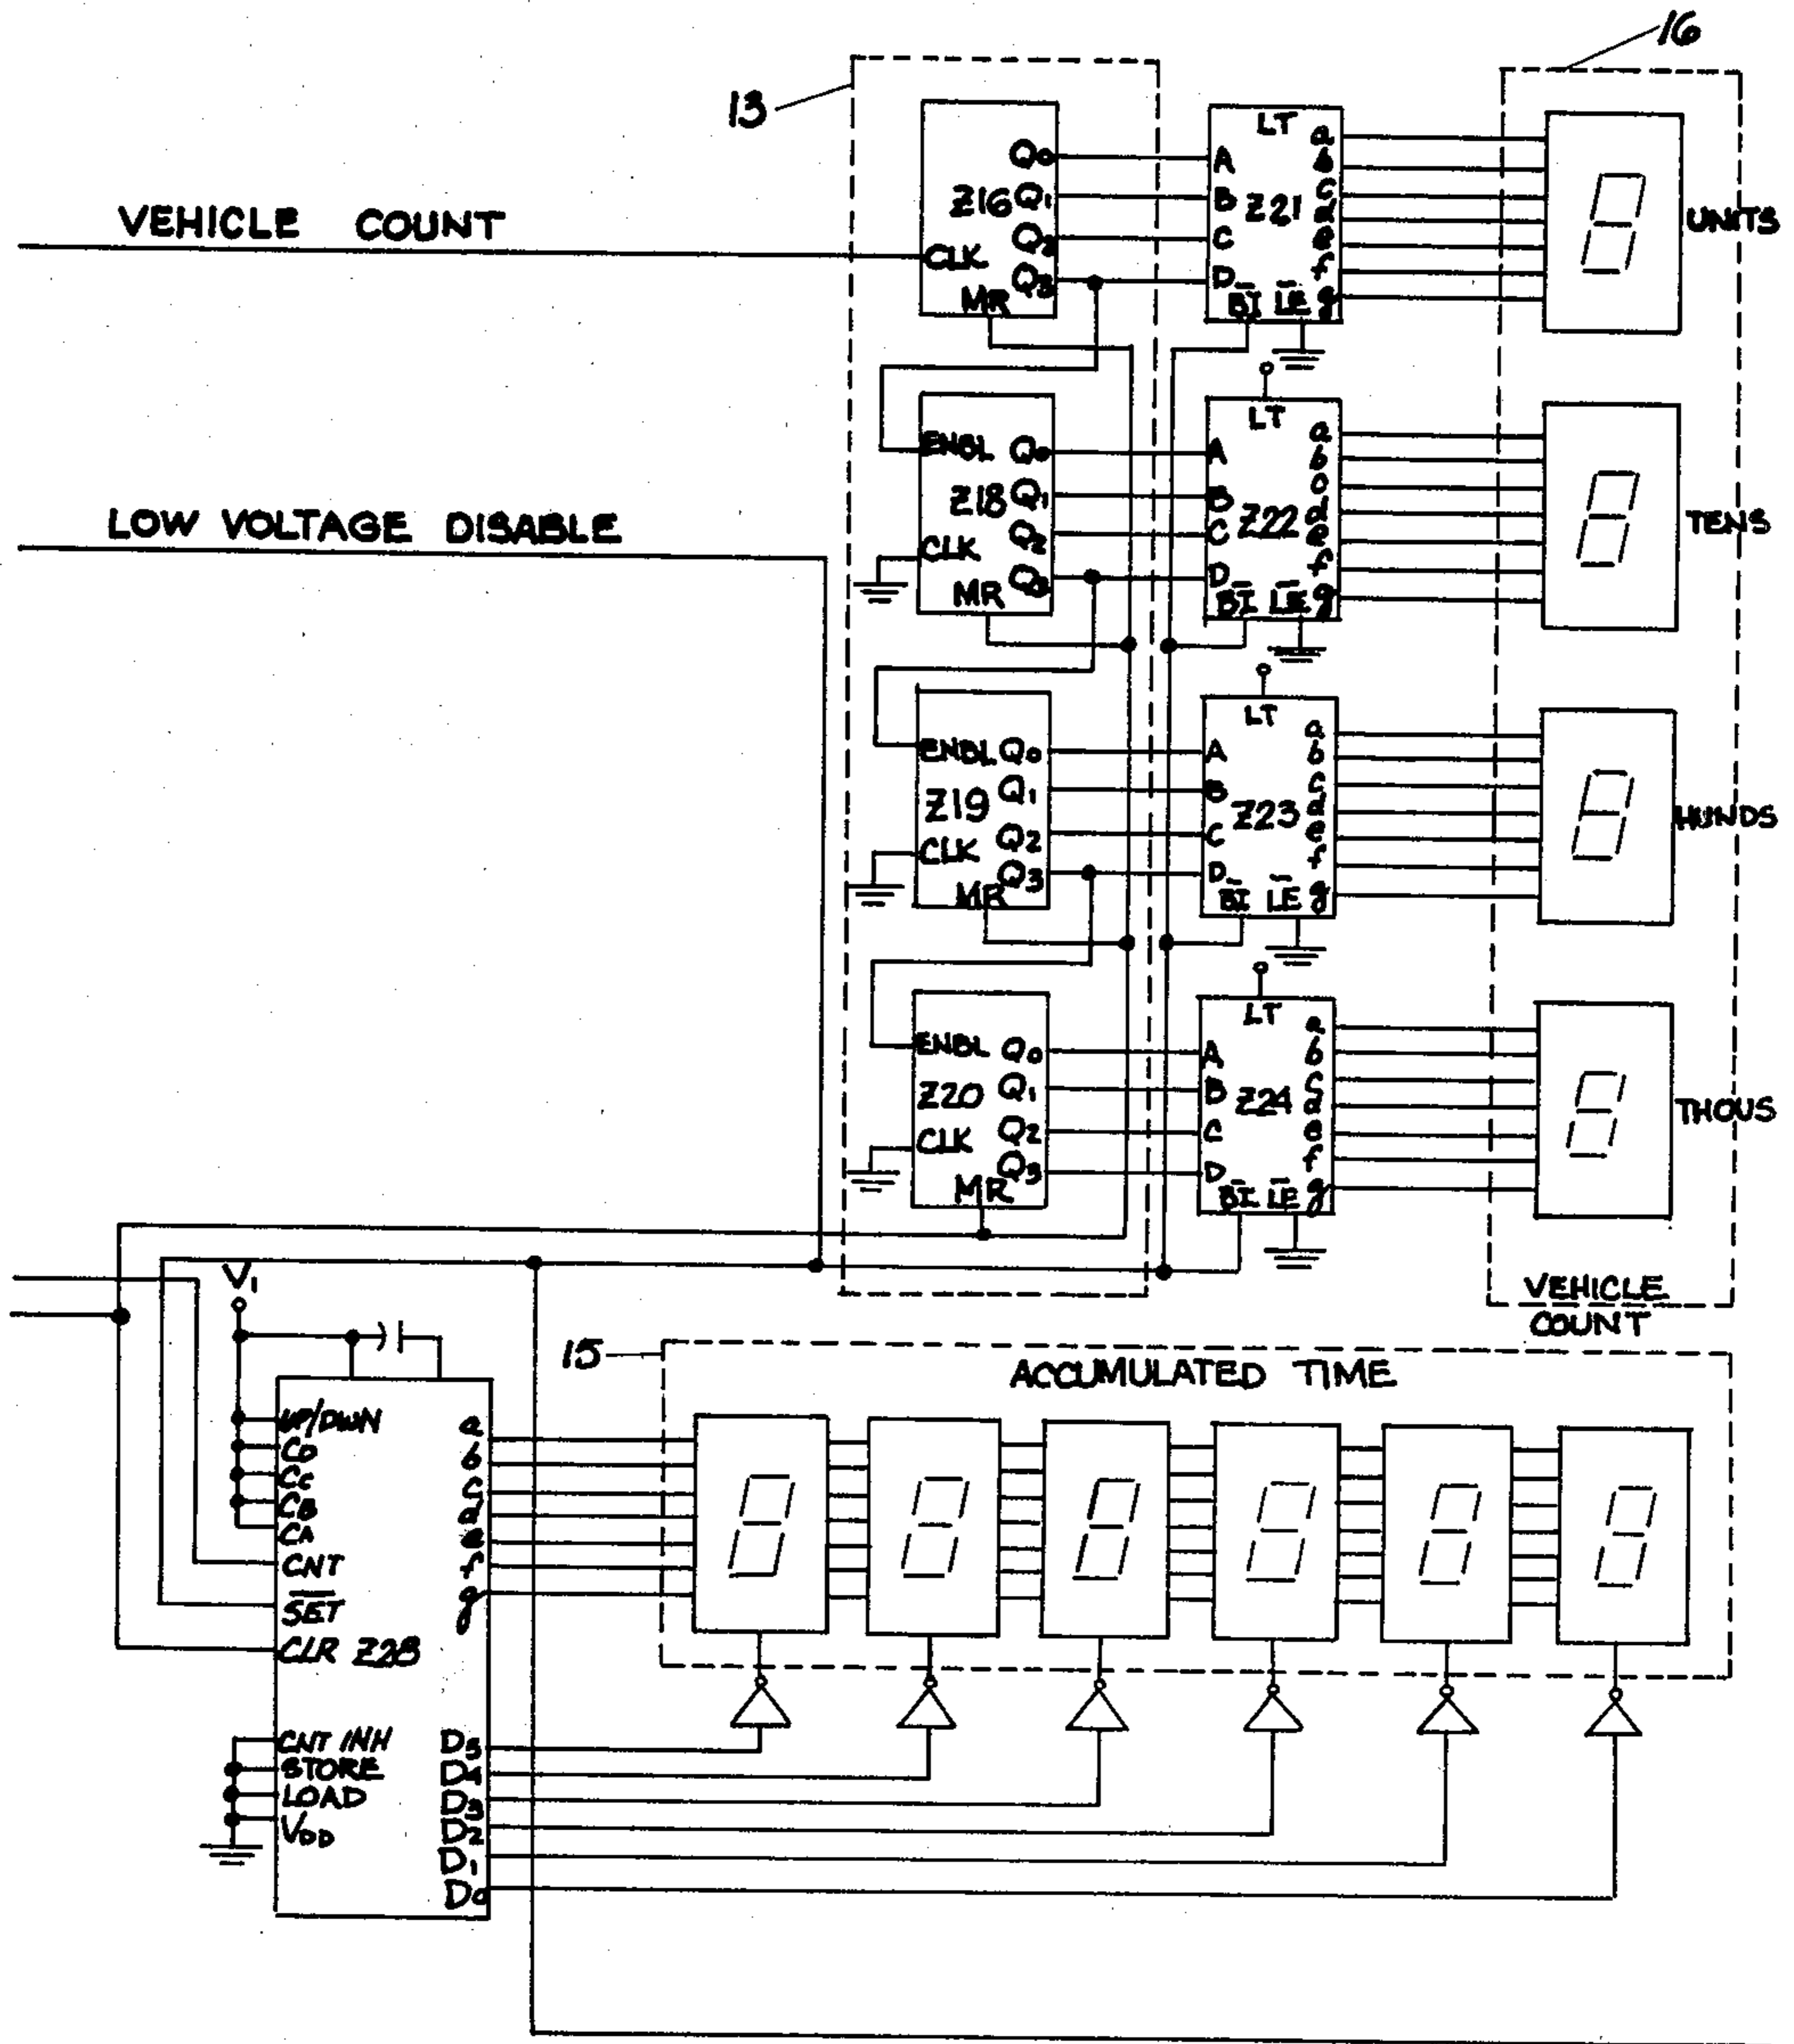 16
13
VEHICLE COUNT
CLK
Z16
Q0
Q1
Q2
Q3
MR
LT
A
B
C
D
Z21
BI LE
a
b
c
d
e
f
g
UNITS
LOW VOLTAGE DISABLE
ENBL
Z18
CLK
MR
Q0
Q1
Q2
Q3
LT
A
B
C
D
Z22
BI LE
a
b
c
d
e
f
g
TENS
ENBL
Z19
CLK
MR
Q0
Q1
Q2
Q3
LT
A
B
C
D
Z23
BI LE
a
b
c
d
e
f
g
HUNDS
ENBL
Z20
CLK
MR
Q0
Q1
Q2
Q3
LT
A
B
C
D
Z24
BI LE
a
b
c
d
e
f
g
THOUS
VEHICLE
COUNT
V1
15
ACCUMULATED TIME
UP/DWN
CD
CC
CB
CA
CNT
SET
CLR Z28
CNT INH
STORE
LOAD
VDD
a
b
c
d
e
f
g
D5
D4
D3
D2
D1
D0